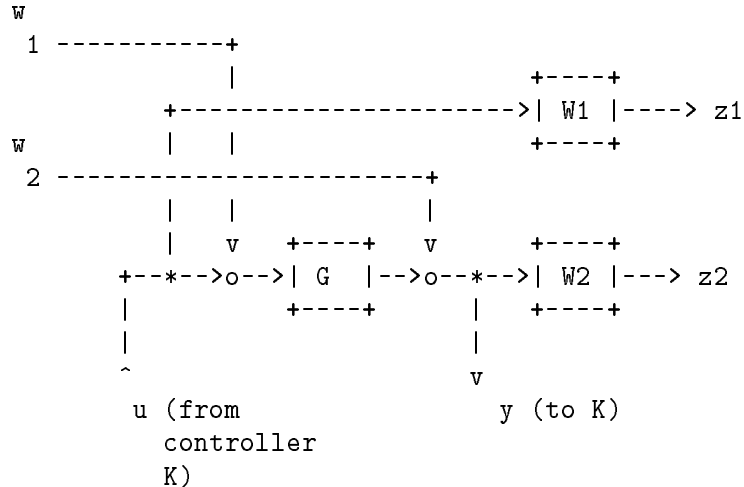 w
1
W1
z1
w
2
G
W2
z2
u (from
controller
K)
y (to K)